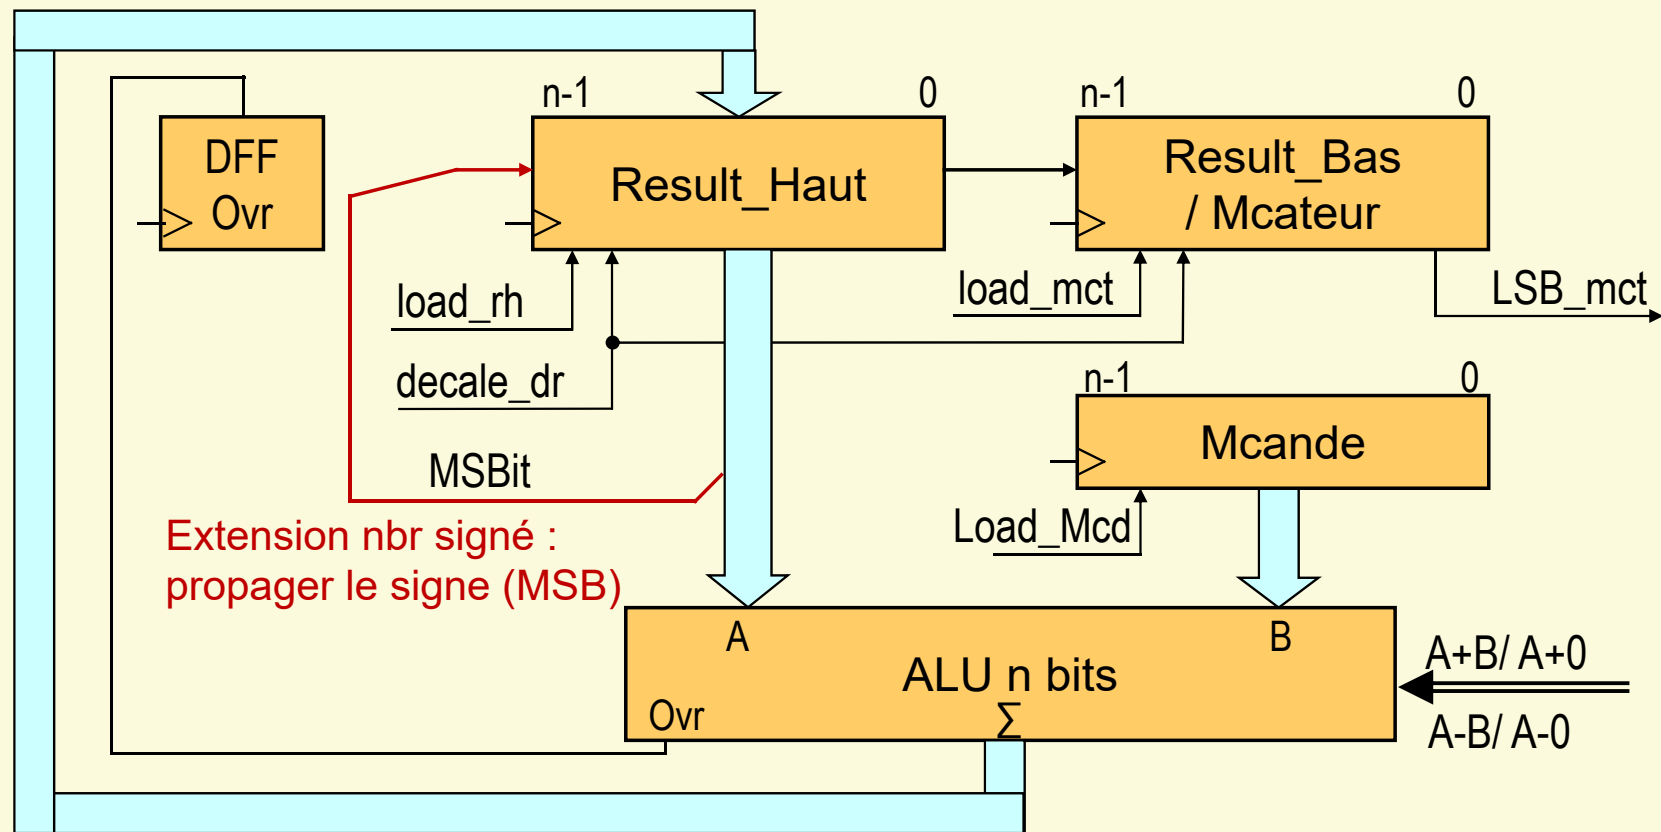 n-1
0
n-1
0
DFF
Ovr
Result_Haut
Result_Bas
/ Mcateur
load_rh
load_mct
LSB_mct
decale_dr
n-1
0
Mcande
MSBit
Load_Mcd
Extension nbr signé :
propager le signe (MSB)
A
B
ALU n bits
A+B/ A+0
Ovr
Σ
A-B/ A-0